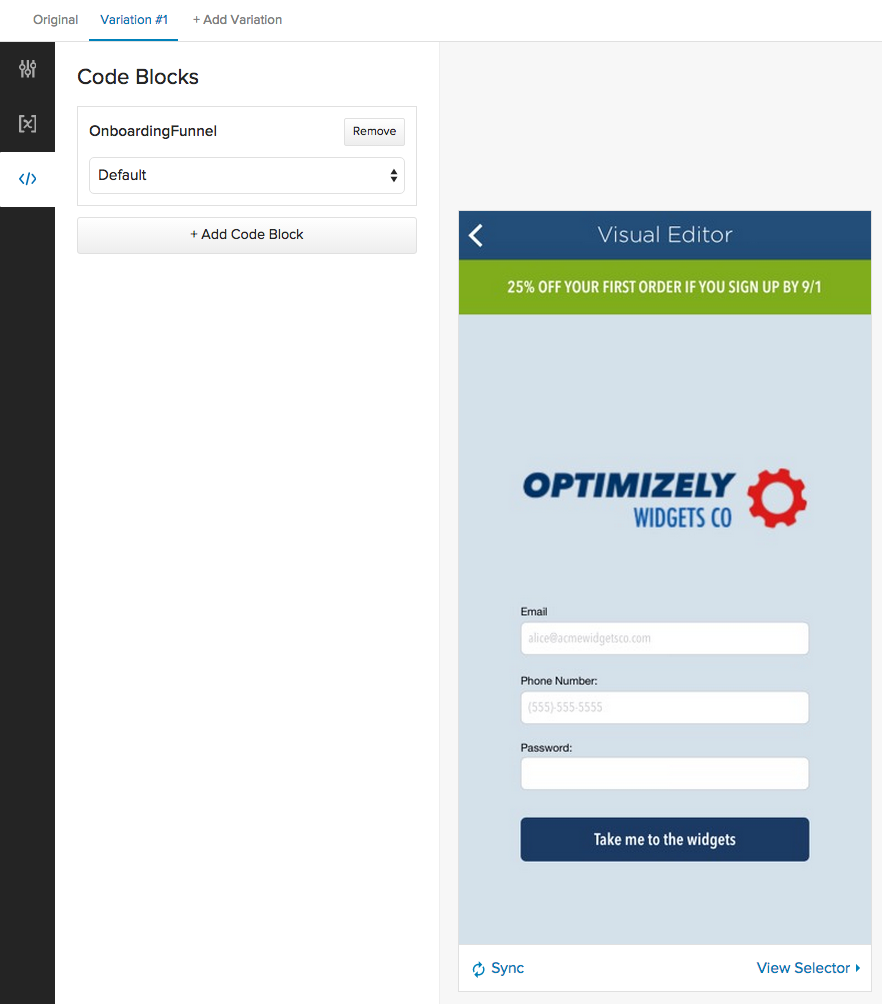 Original Variation #1 + Add Variation
Code Blocks
OnboardingFunnel Remove
Default
+ Add Code Block
Visual Editor
25% OFF YOUR FIRST ORDER IF YOU SIGN UP BY 9/1
OPTIMIZELY
WIDGETS CO
Email
alice@acmewidgetsco.com
Phone Number:
(555)-555-5555
Password:
Take me to the widgets
Sync View Selector